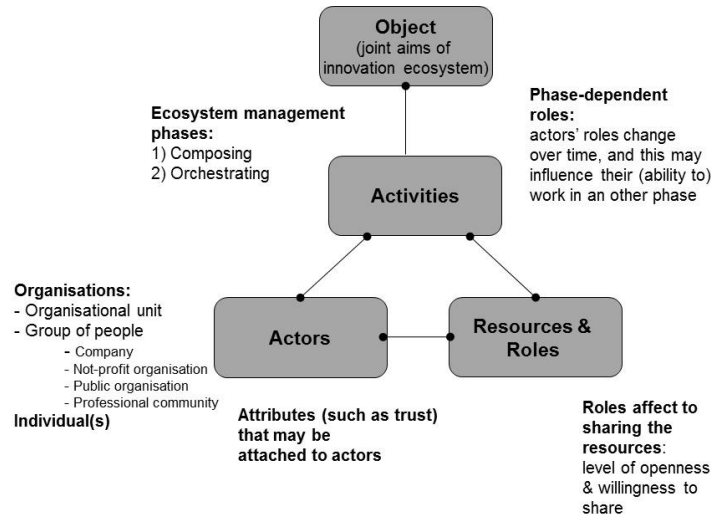 Object
(joint aims of
innovation ecosystem)
Ecosystem management
phases:
1) Composing
2) Orchestrating
Phase-dependent
roles:
actors' roles change
over time, and this may
influence their (ability to)
work in an other phase
Activities
Organisations:
- Organisational unit
- Group of people
- Company
- Not-profit organisation
- Public organisation
- Professional community
Individual(s)
Actors
Resources &
Roles
Attributes (such as trust)
that may be
attached to actors
Roles affect to
sharing the
resources:
level of openness
& willingness to
share